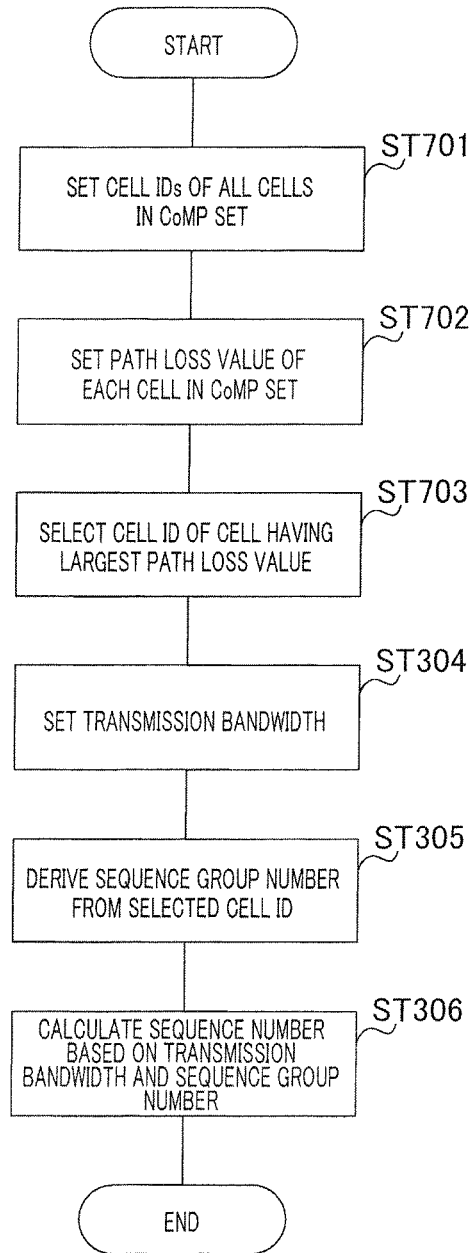 START
ST701
SET CELL IDs OF ALL CELLS
IN CoMP SET
ST702
SET PATH LOSS VALUE OF
EACH CELL IN CoMP SET
ST703
SELECT CELL ID OF CELL HAVING
LARGEST PATH LOSS VALUE
ST304
SET TRANSMISSION BANDWIDTH
ST305
DERIVE SEQUENCE GROUP NUMBER
FROM SELECTED CELL ID
ST306
CALCULATE SEQUENCE NUMBER
BASED ON TRANSMISSION
BANDWIDTH AND SEQUENCE GROUP
NUMBER
END